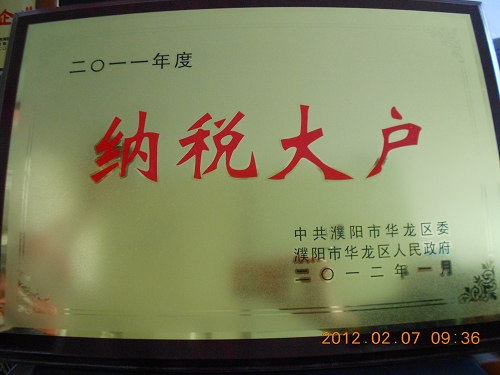 二〇一一年度
纳税大户
中共濮阳市华龙区委
濮阳市华龙区人民政府
二〇一二年一月
2012.02.07 09:36